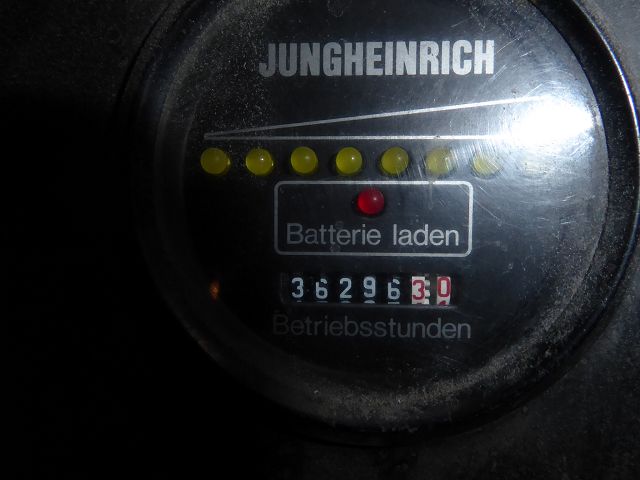 JUNGHEINRICH
Batterie laden
3629630
Betriebsstunden